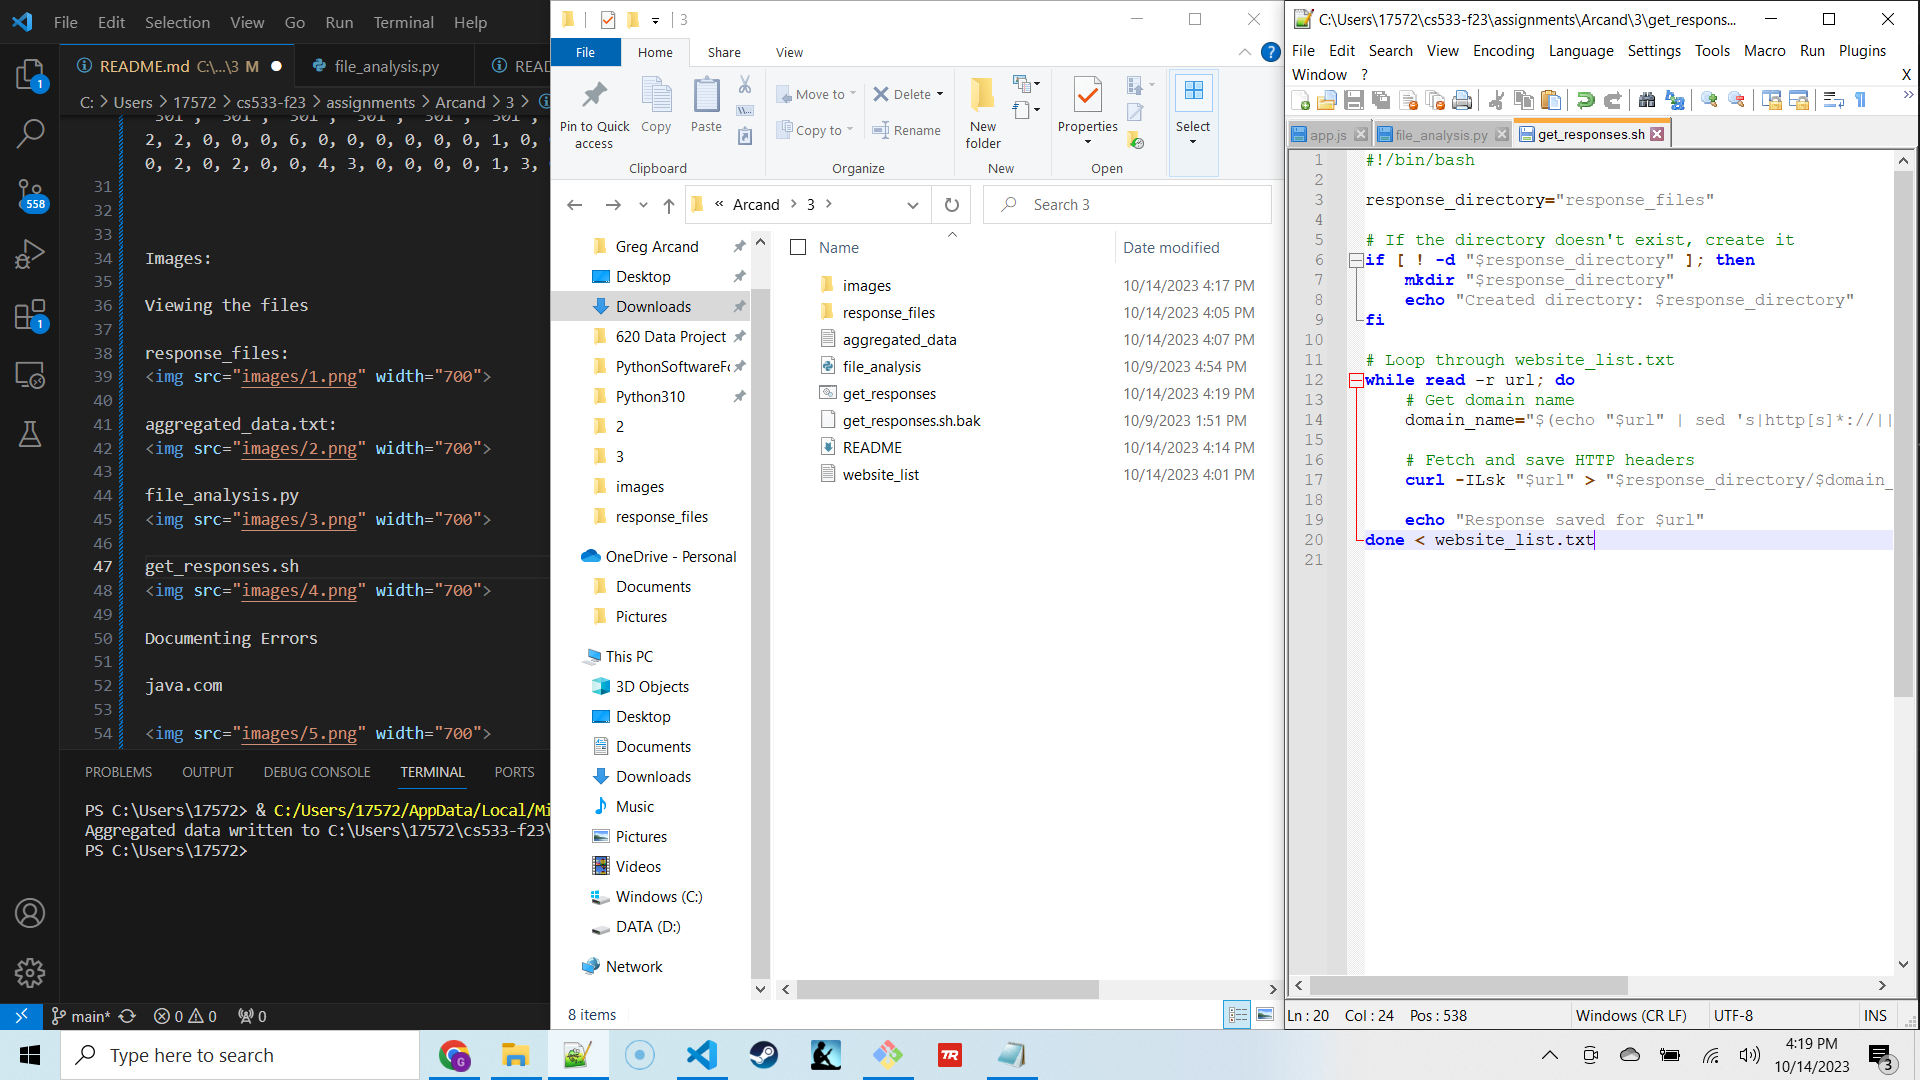 File Edit Selection View Go Run Terminal Help
README.md C:\...\3 M
file_analysis.py
C: > Users > 17572 > cs533-f23 > assignments > Arcand > 3 >
301', '301', '301', '301', '301', '301',
2, 2, 0, 0, 0, 6, 0, 0, 0, 0, 0, 0, 1, 0,
0, 2, 0, 2, 0, 0, 4, 3, 0, 0, 0, 0, 1, 3,
31
32
33
34 Images:
35
36 Viewing the files
37
38 response_files:
39 <img src="images/1.png" width="700">
40
41 aggregated_data.txt:
42 <img src="images/2.png" width="700">
43
44 file_analysis.py
45 <img src="images/3.png" width="700">
46
47 get_responses.sh
48 <img src="images/4.png" width="700">
49
50 Documenting Errors
51
52 java.com
53
54 <img src="images/5.png" width="700">
1
558
1
PROBLEMS OUTPUT DEBUG CONSOLE TERMINAL PORTS
PS C:\Users\17572> & C:/Users/17572/AppData/Local/Mi
Aggregated data written to C:\Users\17572\cs533-f23\
PS C:\Users\17572>
main* 0 0 0
3
File Home Share View
Pin to Quick access
Copy
Paste
Clipboard
Move to
Copy to
Delete
Rename
Organize
New folder
New
Properties
Open
Select
« Arcand > 3 >
Search 3
Greg Arcand
Desktop
Downloads
620 Data Project
PythonSoftwareFo
Python310
2
3
images
response_files
OneDrive - Personal
Documents
Pictures
This PC
3D Objects
Desktop
Documents
Downloads
Music
Pictures
Videos
Windows (C:)
DATA (D:)
Network
Name Date modified
images 10/14/2023 4:17 PM
response_files 10/14/2023 4:05 PM
aggregated_data 10/14/2023 4:07 PM
file_analysis 10/9/2023 4:54 PM
get_responses 10/14/2023 4:19 PM
get_responses.sh.bak 10/9/2023 1:51 PM
README 10/14/2023 4:14 PM
website_list 10/14/2023 4:01 PM
8 items
C:\Users\17572\cs533-f23\assignments\Arcand\3\get_respons...
File Edit Search View Encoding Language Settings Tools Macro Run Plugins
Window ? X
app.js file_analysis.py get_responses.sh
1 #!/bin/bash
2
3 response_directory="response_files"
4
5 # If the directory doesn't exist, create it
6 if [ ! -d "$response_directory" ]; then
7 mkdir "$response_directory"
8 echo "Created directory: $response_directory"
9 fi
10
11 # Loop through website_list.txt
12 while read -r url; do
13 # Get domain name
14 domain_name="$(echo "$url" | sed 's|http[s]*://||
15
16 # Fetch and save HTTP headers
17 curl -ILsk "$url" > "$response_directory/$domain_
18
19 echo "Response saved for $url"
20 done < website_list.txt
21
Ln : 20 Col : 24 Pos : 538 Windows (CR LF) UTF-8 INS
Type here to search
G
TR
4:19 PM
10/14/2023
3